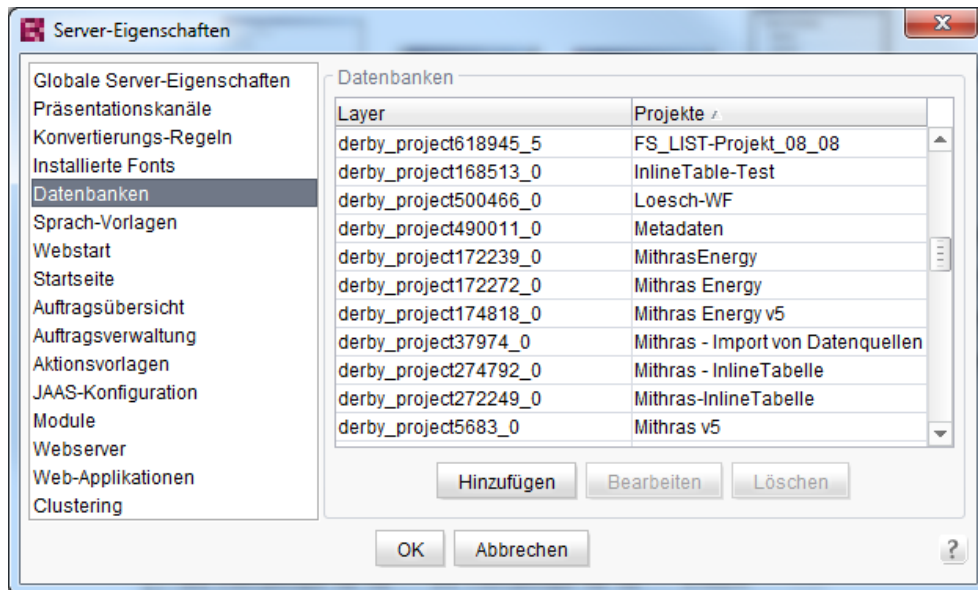 Server-Eigenschaften
Globale Server-Eigenschaften
Präsentationskanäle
Konvertierungs-Regeln
Installierte Fonts
Datenbanken
Sprach-Vorlagen
Webstart
Startseite
Auftragsübersicht
Auftragsverwaltung
Aktionsvorlagen
JAAS-Konfiguration
Module
Webserver
Web-Applikationen
Clustering
Datenbanken
Layer Projekte
derby_project618945_5 FS_LIST-Projekt_08_08
derby_project168513_0 InlineTable-Test
derby_project500466_0 Loesch-WF
derby_project490011_0 Metadaten
derby_project172239_0 MithrasEnergy
derby_project172272_0 Mithras Energy
derby_project174818_0 Mithras Energy v5
derby_project37974_0 Mithras - Import von Datenquellen
derby_project274792_0 Mithras - InlineTabelle
derby_project272249_0 Mithras-InlineTabelle
derby_project5683_0 Mithras v5
Hinzufügen Bearbeiten Löschen
OK Abbrechen ?